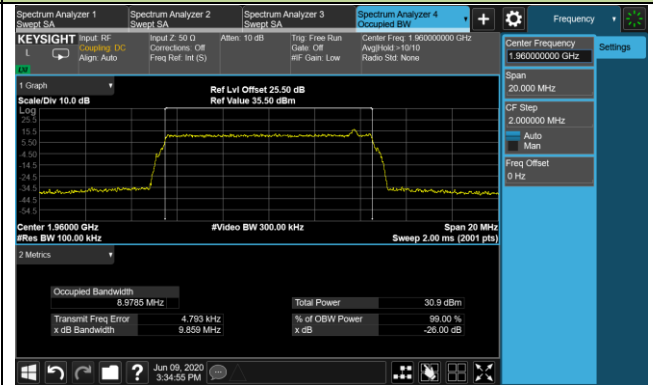 Spectrum Analyzer 1
Swept SA
Spectrum Analyzer 2
Swept SA
Spectrum Analyzer 3
Swept SA
Spectrum Analyzer 4
Occupied BW
+
Frequency
KEYSIGHT
L
Input: RF
Coupling: DC
Align: Auto
Input Z: 50 Ω
Corrections: Off
Freq Ref: Int (S)
Atten: 10 dB
Trig: Free Run
Gate: Off
#IF Gain: Low
Center Freq: 1.960000000 GHz
Avg|Hold:>10/10
Radio Std: None
Center Frequency
1.960000000 GHz
Settings
Span
20.000 MHz
CF Step
2.000000 MHz
Auto
Man
Freq Offset
0 Hz
1 Graph
Scale/Div 10.0 dB
Ref Lvl Offset 25.50 dB
Ref Value 35.50 dBm
Log
25.5
15.5
5.50
-4.50
-14.5
-24.5
-34.5
-44.5
-54.5
Center 1.96000 GHz
#Res BW 100.00 kHz
#Video BW 300.00 kHz
Span 20 MHz
Sweep 2.00 ms (2001 pts)
2 Metrics
Occupied Bandwidth
8.9785 MHz
Total Power 30.9 dBm
Transmit Freq Error 4.793 kHz
% of OBW Power 99.00 %
x dB Bandwidth 9.859 MHz
x dB -26.00 dB
?
Jun 09, 2020
3:34:55 PM